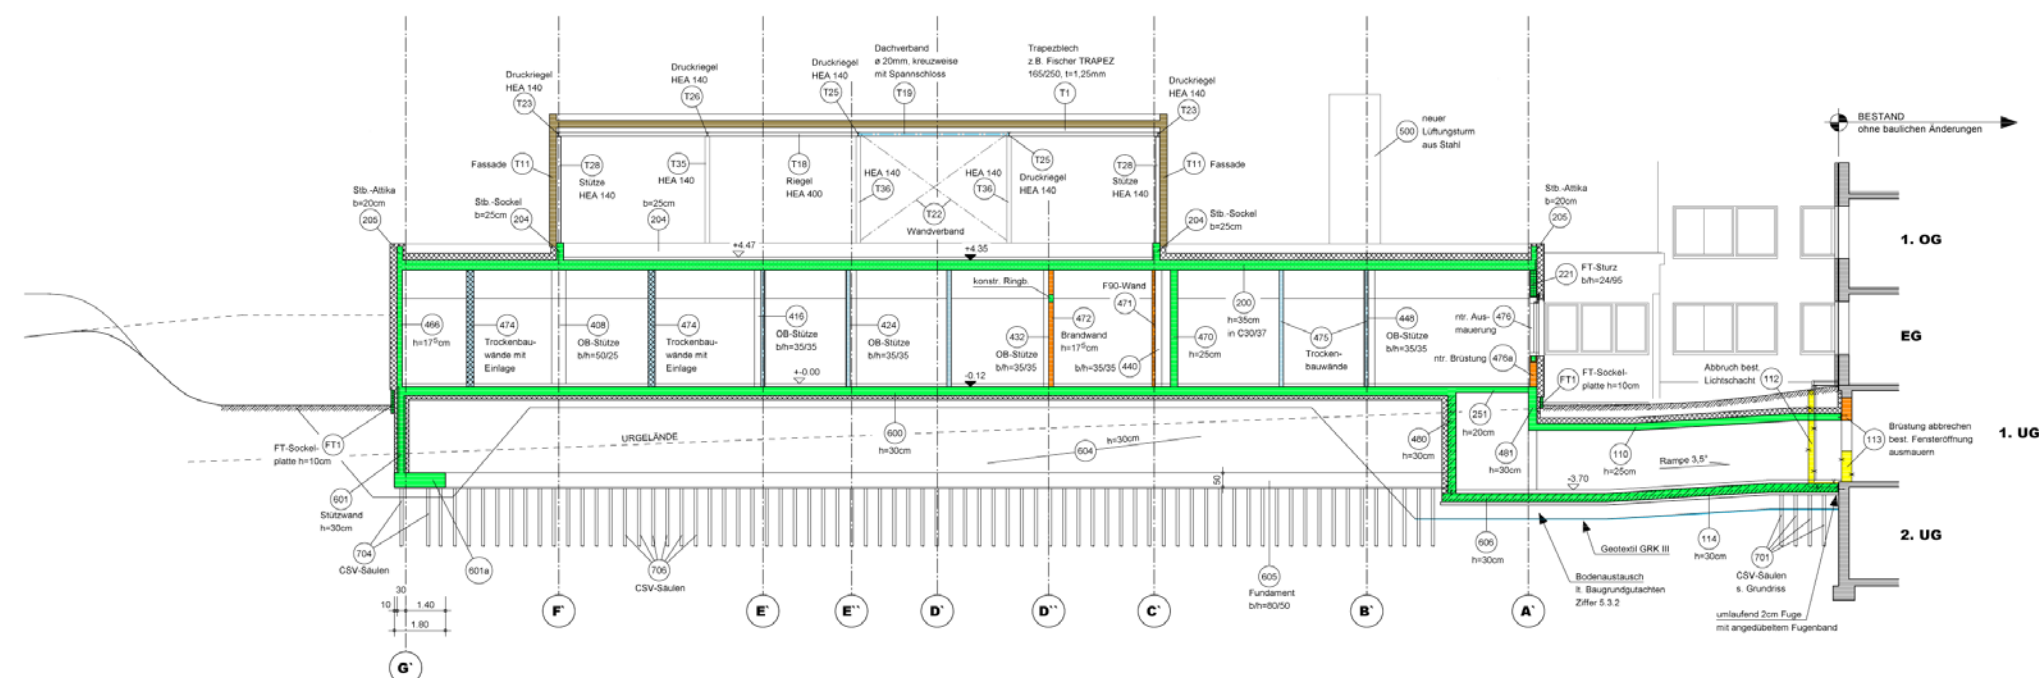 Dachverband
ø 20mm, kreuzweise
mit Spannschloss
T19
Trapezblech
z.B. Fischer TRAPEZ
165/250, t=1,25mm
T1
Druckriegel
HEA 140
T23
Druckriegel
HEA 140
T26
Druckriegel
HEA 140
T25
Druckriegel
HEA 140
T23
500
neuer
Lüftungsturm
aus Stahl
BESTAND
ohne baulichen Änderungen
Fassade
T11
T28
Stütze
HEA 140
T35
HEA 140
T18
Riegel
HEA 400
HEA 140
T36
HEA 140
T36
T25
Druckriegel
HEA 140
T28
Stütze
HEA 140
T11
Fassade
T22
Wandverband
Stb.-Attika
b=20cm
205
Stb.-Sockel
b=25cm
204
b=25cm
204
204
Stb.-Sockel
b=25cm
Stb.-Attika
b=20cm
205
+4.47
+4.35
1. OG
konstr. Ringb.
F90-Wand
471
221
FT-Sturz
b/h=24/95
466
h=17⁵cm
474
Trockenbau-
wände mit
Einlage
408
OB-Stütze
b/h=50/25
474
Trockenbau-
wände mit
Einlage
416
OB-Stütze
b/h=35/35
424
OB-Stütze
b/h=35/35
432
OB-Stütze
b/h=35/35
472
Brandwand
h=17⁵cm
440
b/h=35/35
470
h=25cm
200
h=35cm
in C30/37
475
Trocken-
bauwände
448
OB-Stütze
b/h=35/35
ntr. Aus-
mauerung
476
ntr. Brüstung
476a
EG
+-0.00
-0.12
FT1
FT-Sockel-
platte h=10cm
Abbruch best.
Lichtschacht
112
FT-Sockel-
platte h=10cm
FT1
URGELÄNDE
600
h=30cm
604
h=30cm
480
h=30cm
251
h=20cm
481
h=30cm
110
h=25cm
Rampe 3,5°
113
Brüstung abbrechen
best. Fensteröffnung
ausmauern
1. UG
-3.70
50
601
Stützwand
h=30cm
704
CSV-Säulen
601a
706
CSV-Säulen
605
Fundament
b/h=80/50
606
h=30cm
Geotextil GRK III
114
h=30cm
701
CSV-Säulen
s. Grundriss
2. UG
Bodenaustausch
lt. Baugrundgutachten
Ziffer 5.3.2
umlaufend 2cm Fuge
mit angedübeltem Fugenband
30
10
1.40
1.80
G`
F`
E`
E``
D`
D``
C`
B`
A`